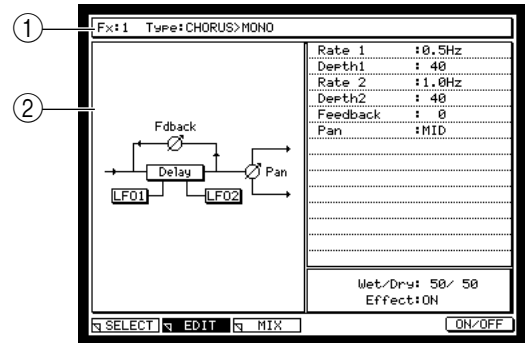 ① Fx:1 Type:CHORUS>MONO
②
Fdback
Delay
Pan
LFO1
LFO2
Rate 1 :0.5Hz
Depth1 : 40
Rate 2 :1.0Hz
Depth2 : 40
Feedback : 0
Pan :MID
Wet/Dry: 50/ 50
Effect:ON
SELECT EDIT MIX ON/OFF